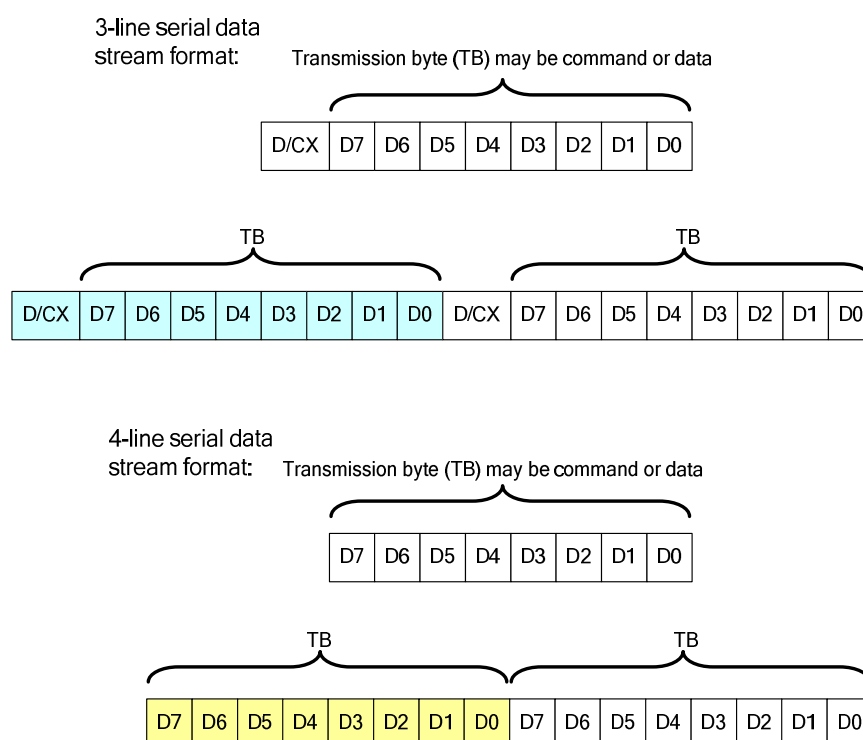 3-line serial data
stream format:
Transmission byte (TB) may be command or data
D/CX D7 D6 D5 D4 D3 D2 D1 D0
TB TB
D/CX D7 D6 D5 D4 D3 D2 D1 D0 D/CX D7 D6 D5 D4 D3 D2 D1 D0
4-line serial data
stream format:
Transmission byte (TB) may be command or data
D7 D6 D5 D4 D3 D2 D1 D0
TB TB
D7 D6 D5 D4 D3 D2 D1 D0 D7 D6 D5 D4 D3 D2 D1 D0